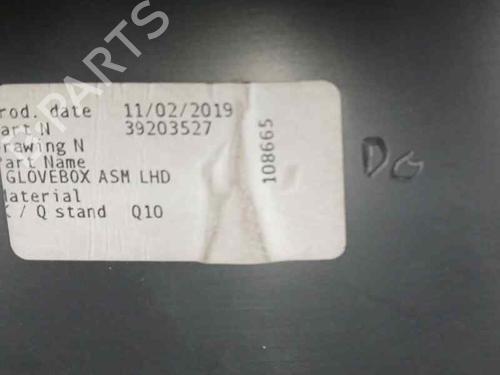 PARTS
rod. date 11/02/2019
art N 39203527
rawing N
art Name
GLOVEBOX ASM LHD
Material
/ Q stand Q10
108665
DG